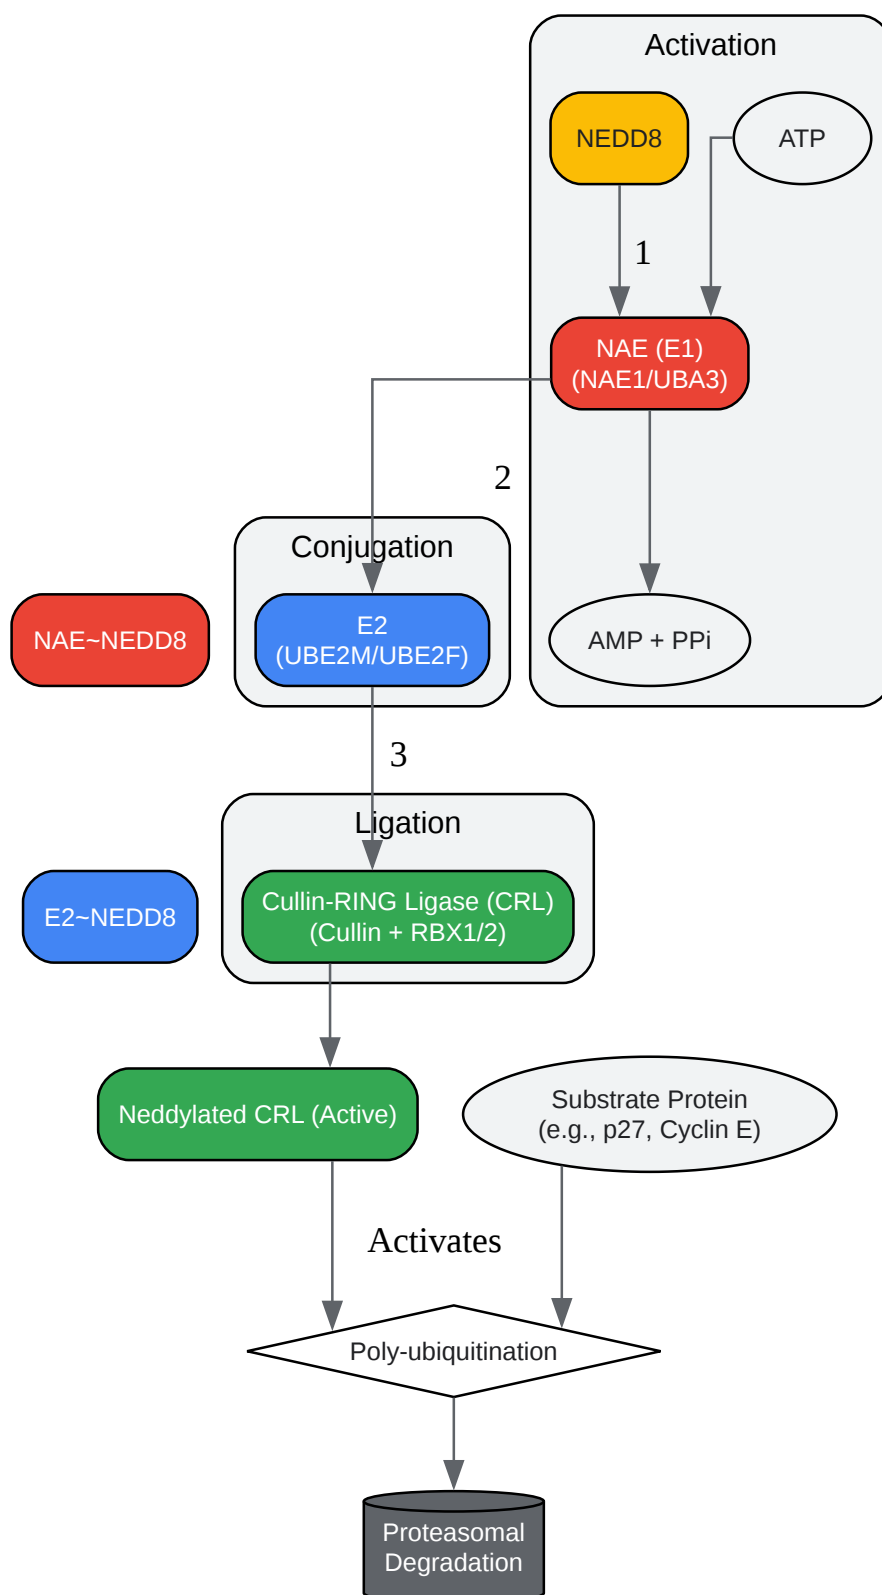 Activation
NEDD8
ATP
1
NAE (E1)
(NAE1/UBA3)
2
Conjugation
NAE~NEDD8
E2
(UBE2M/UBE2F)
AMP + PPi
3
Ligation
E2~NEDD8
Cullin-RING Ligase (CRL)
(Cullin + RBX1/2)
Neddylated CRL (Active)
Substrate Protein
(e.g., p27, Cyclin E)
Activates
Poly-ubiquitination
Proteasomal
Degradation